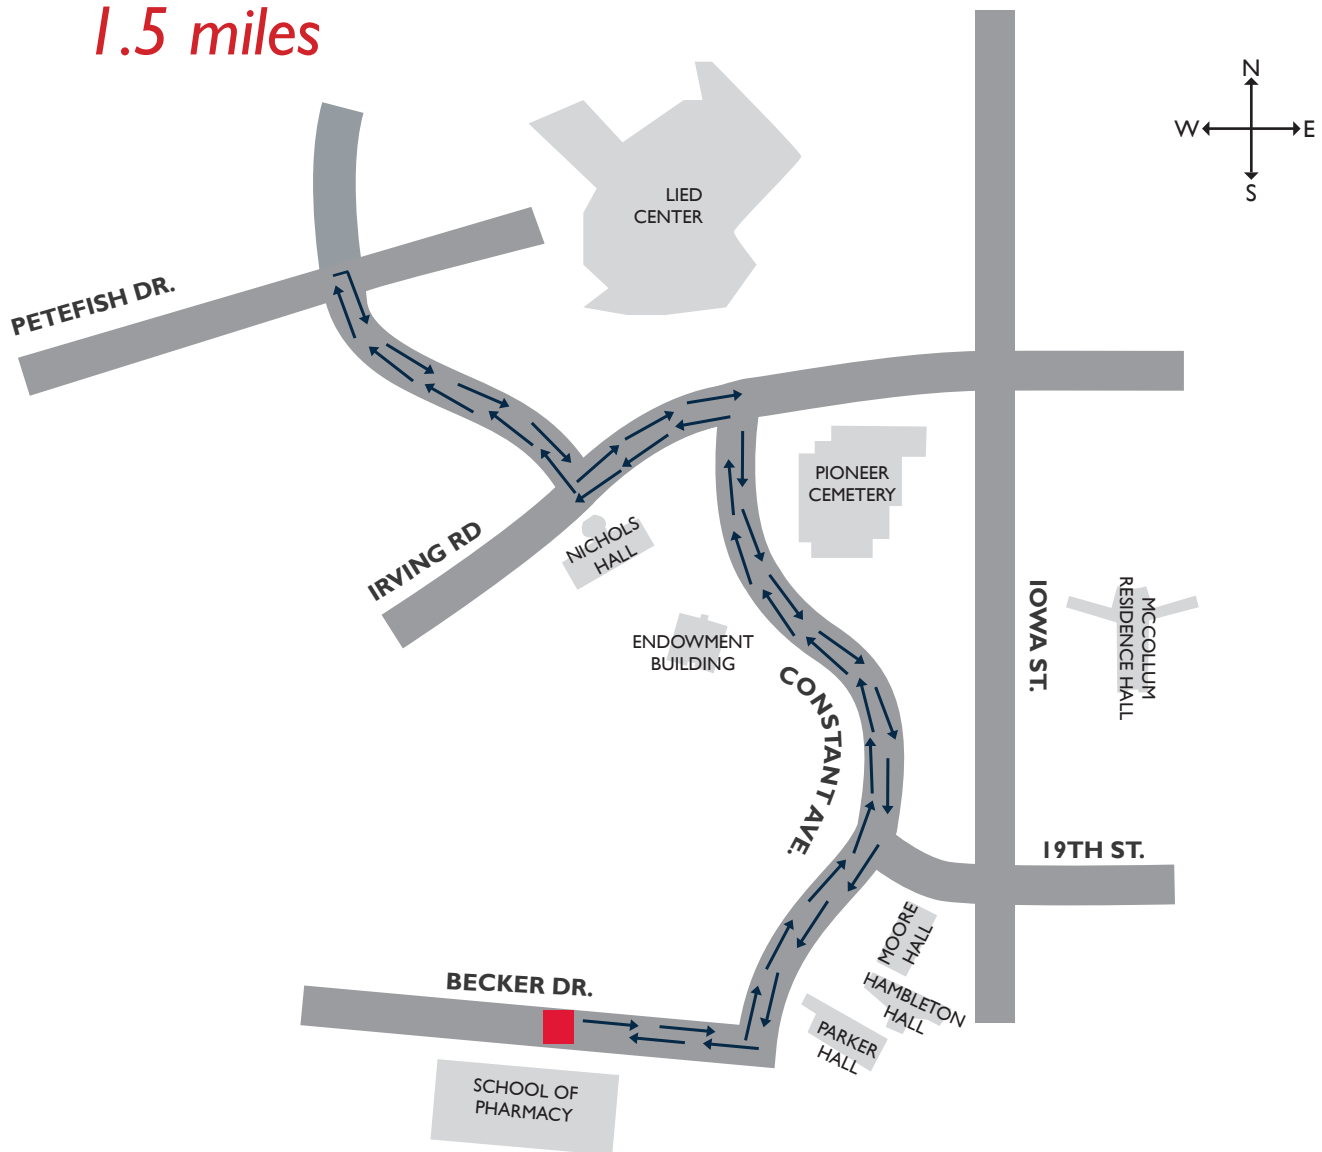 1.5 miles
N
W
E
S
LIED
CENTER
PETEFISH DR.
PIONEER
CEMETERY
IRVING RD
NICHOLS
HALL
ENDOWMENT
BUILDING
CONSTANT AVE.
IOWA ST.
MCCOLLUM
RESIDENCE HALL
19TH ST.
MOORE
HALL
BECKER DR.
HAMBLETON
HALL
PARKER
HALL
SCHOOL OF
PHARMACY